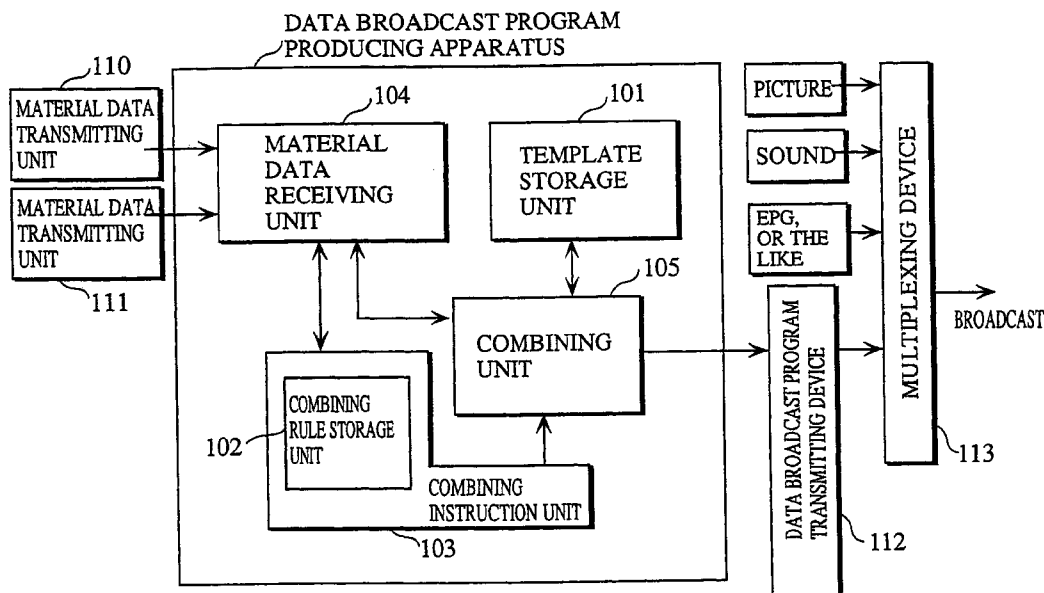 DATA BROADCAST PROGRAM
PRODUCING APPARATUS
110
MATERIAL DATA
TRANSMITTING
UNIT
MATERIAL DATA
TRANSMITTING
UNIT
111
104
MATERIAL
DATA
RECEIVING
UNIT
101
TEMPLATE
STORAGE
UNIT
105
COMBINING
UNIT
102
COMBINING
RULE STORAGE
UNIT
COMBINING
INSTRUCTION UNIT
103
PICTURE
SOUND
EPG,
OR THE
LIKE
DATA BROADCAST PROGRAM
TRANSMITTING DEVICE
112
MULTIPLEXING DEVICE
113
BROADCAST